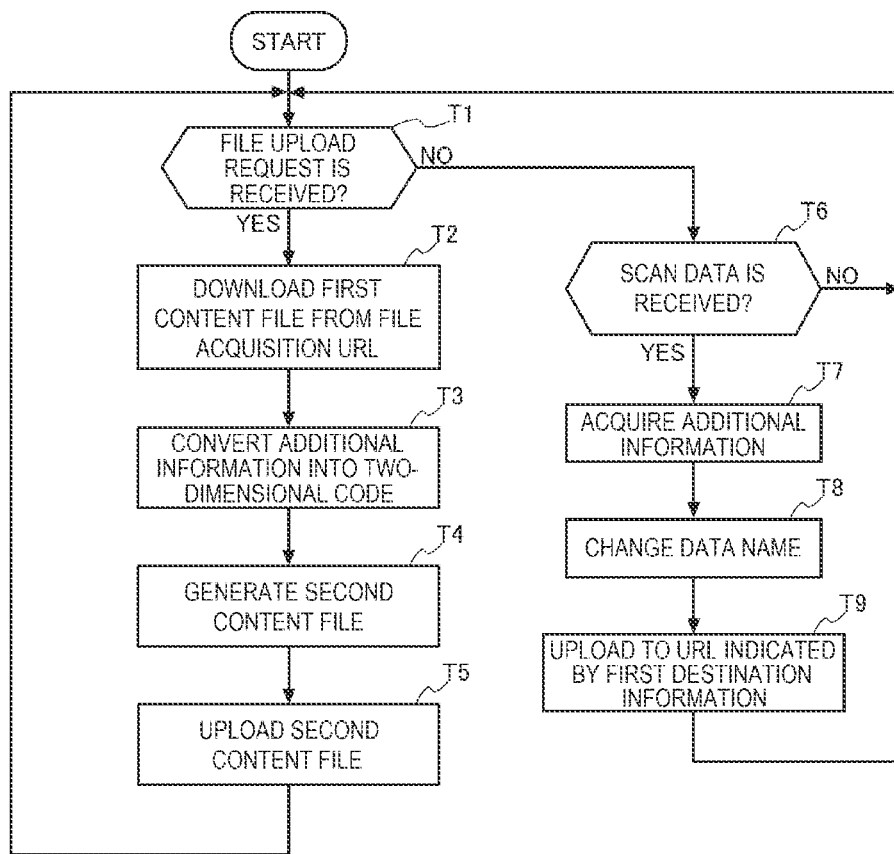 START
T1
FILE UPLOAD
REQUEST IS
RECEIVED?
NO
YES
T2
DOWNLOAD FIRST
CONTENT FILE FROM FILE
ACQUISITION URL
T3
CONVERT ADDITIONAL
INFORMATION INTO TWO-
DIMENSIONAL CODE
T4
GENERATE SECOND
CONTENT FILE
T5
UPLOAD SECOND
CONTENT FILE
T6
SCAN DATA IS
RECEIVED?
NO
YES
T7
ACQUIRE ADDITIONAL
INFORMATION
T8
CHANGE DATA NAME
T9
UPLOAD TO URL INDICATED
BY FIRST DESTINATION
INFORMATION